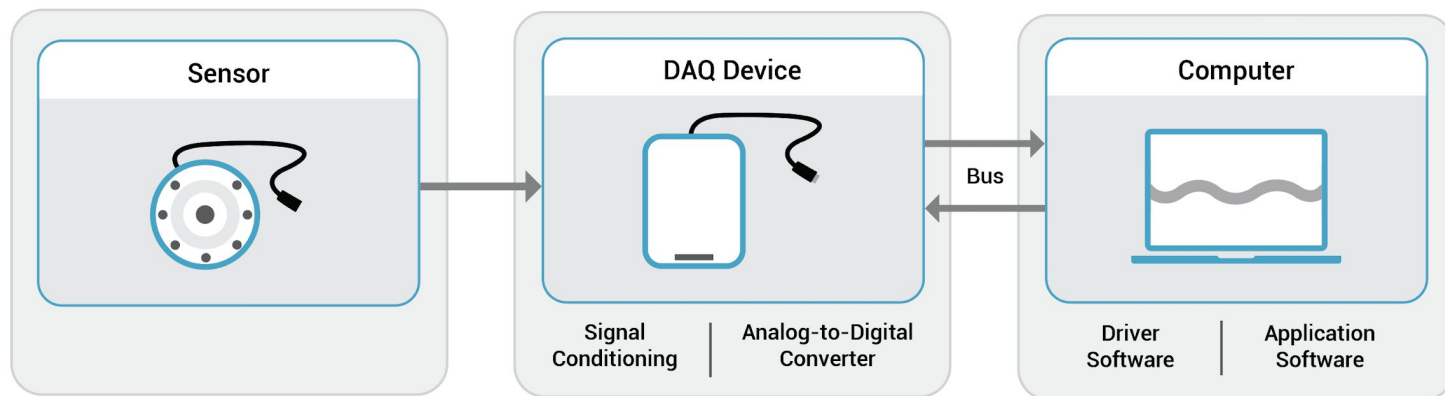 Sensor
DAQ Device
Computer
Bus
Signal
Conditioning
Analog-to-Digital
Converter
Driver
Software
Application
Software